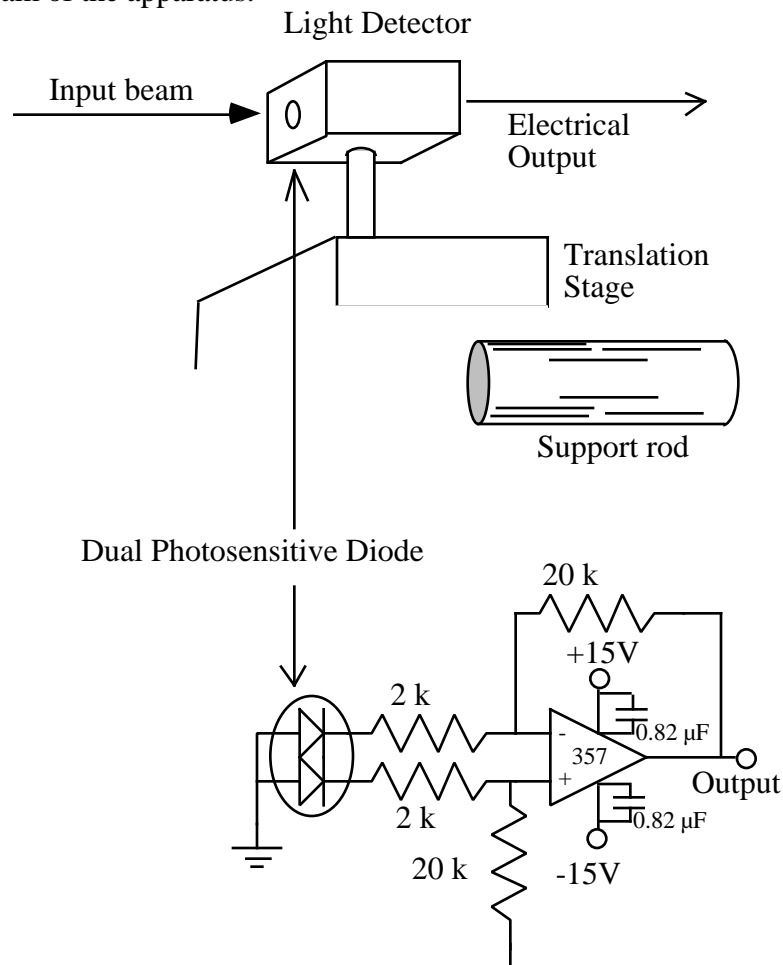 of the apparatus.
Light Detector
Input beam
Electrical
Output
Translation
Stage
Support rod
Dual Photosensitive Diode
20 k
+15V
2 k
0.82 µF
-
357
+
Output
2 k
0.82 µF
20 k
-15V